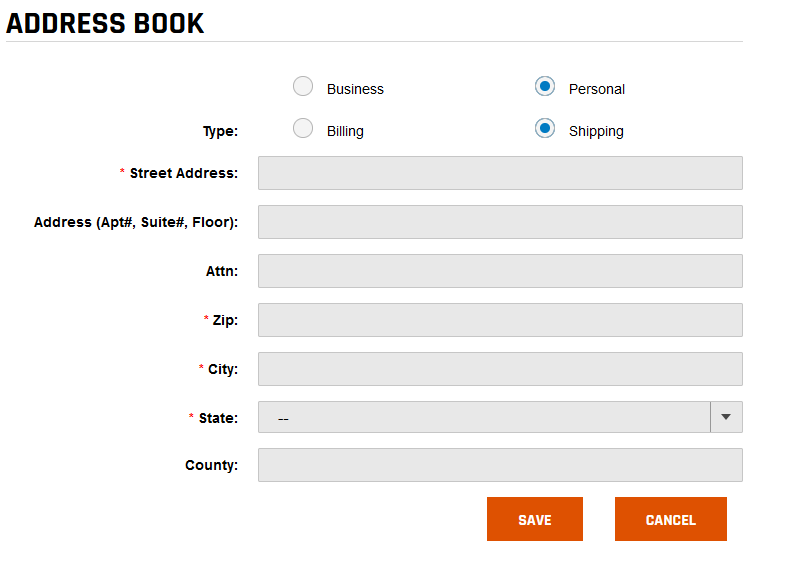 ADDRESS BOOK
Business Personal
Type: Billing Shipping
* Street Address:
Address (Apt#, Suite#, Floor):
Attn:
* Zip:
* City:
* State: --
County:
SAVE CANCEL